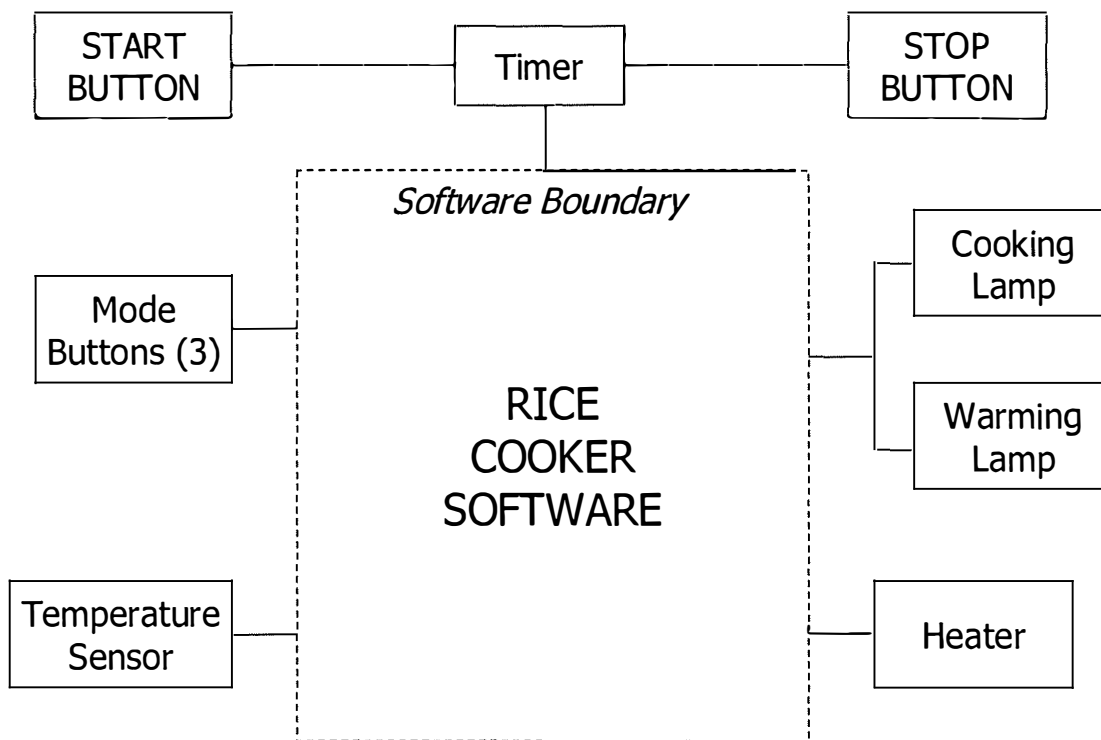 START
BUTTON
Timer
STOP
BUTTON
Software Boundary
Mode
Buttons (3)
Cooking
Lamp
RICE
COOKER
SOFTWARE
Warming
Lamp
Temperature
Sensor
Heater